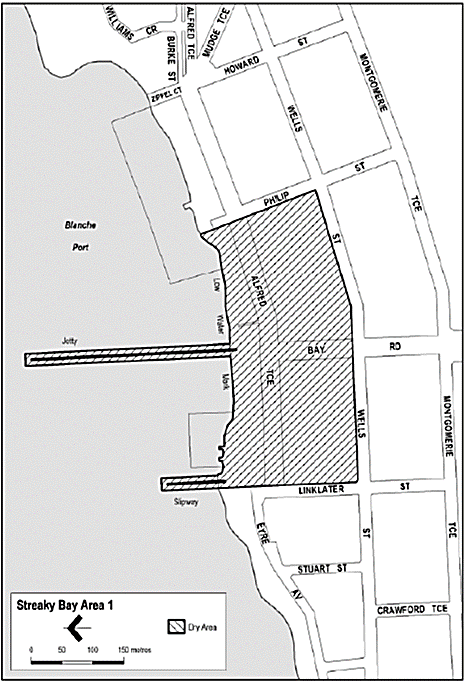 WILLIAMS
CR
ALFRED TCE
MUDGE TCE
BURKE ST
HOWARD
ST
ZIPPEL CT
MONTGOMERIE
TCE
WELLS
ST
PHILIP
ST
Blanche
Port
ALFRED
TCE
Low
Water
Mark
Jetty
BAY
RD
WELLS
MONTGOMERIE
Slipway
LINKLATER
ST
EYRE
AV
ST
TCE
STUART ST
CRAWFORD TCE
Streaky Bay Area 1
Dry Area
0 50 100 150 metres